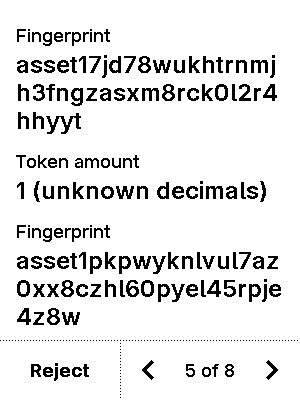 Fingerprint
asset17jd78wukhtrnmj
h3fngzasxm8rck0l2r4
hhyyt
Token amount
1 (unknown decimals)
Fingerprint
asset1pkpwyknlvul7az
0xx8czhl60pyel45rpje
4z8w
Reject
5 of 8